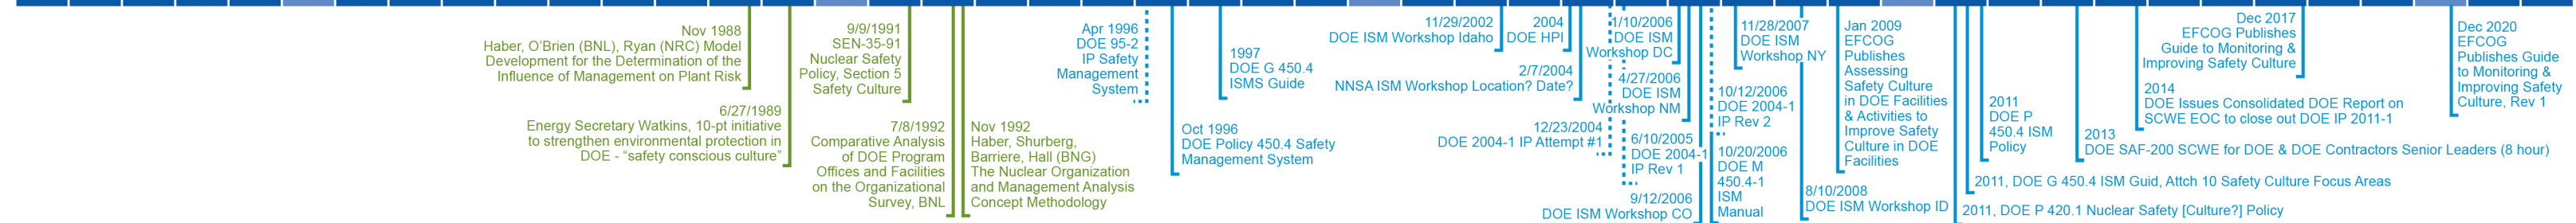 Nov 1988
Haber, O'Brien (BNL), Ryan (NRC) Model
Development for the Determination of the
Influence of Management on Plant Risk
6/27/1989
Energy Secretary Watkins, 10-pt initiative
to strengthen environmental protection in
DOE - “safety conscious culture”
9/9/1991
SEN-35-91
Nuclear Safety
Policy, Section 5
Safety Culture
7/8/1992
Comparative Analysis
of DOE Program
Offices and Facilities
on the Organizational
Survey, BNL
Nov 1992
Haber, Shurberg,
Barriere, Hall (BNG)
The Nuclear Organization
and Management Analysis
Concept Methodology
Apr 1996
DOE 95-2
IP Safety
Management
System
Oct 1996
DOE Policy 450.4 Safety
Management System
1997
DOE G 450.4
ISMS Guide
11/29/2002
DOE ISM Workshop Idaho
2004
DOE HPI
2/7/2004
NNSA ISM Workshop Location? Date?
12/23/2004
DOE 2004-1 IP Attempt #1
6/10/2005
DOE 2004-1
IP Rev 1
1/10/2006
DOE ISM
Workshop DC
4/27/2006
DOE ISM
Workshop NM
9/12/2006
DOE ISM Workshop CO
10/12/2006
DOE 2004-1
IP Rev 2
10/20/2006
DOE M
450.4-1
ISM
Manual
11/28/2007
DOE ISM
Workshop NY
8/10/2008
DOE ISM Workshop ID
Jan 2009
EFCOG
Publishes
Assessing
Safety Culture
in DOE Facilities
& Activities to
Improve Safety
Culture in DOE
Facilities
2011, DOE P 420.1 Nuclear Safety [Culture?] Policy
2011, DOE G 450.4 ISM Guid, Attch 10 Safety Culture Focus Areas
2011
DOE P
450.4 ISM
Policy
2013
DOE SAF-200 SCWE for DOE & DOE Contractors Senior Leaders (8 hour)
2014
DOE Issues Consolidated DOE Report on
SCWE EOC to close out DOE IP 2011-1
Dec 2017
EFCOG Publishes
Guide to Monitoring &
Improving Safety Culture
Dec 2020
EFCOG
Publishes Guide
to Monitoring &
Improving Safety
Culture, Rev 1